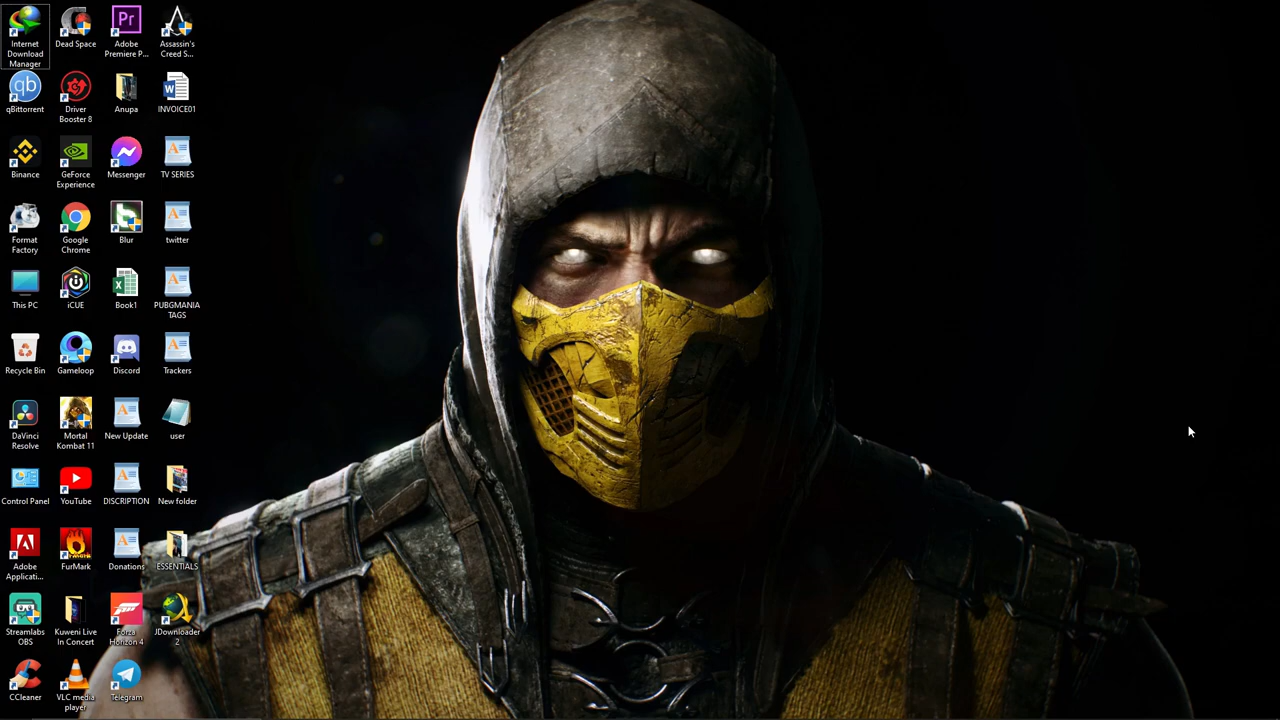 Internet
Download
Manager
Dead Space
Adobe
Premiere P...
Assassin's
Creed S...
qBittorrent
Driver
Booster 8
Anupa
INVOICE01
Binance
GeForce
Experience
Messenger
TV SERIES
Format
Factory
Google
Chrome
Blur
twitter
This PC
iCUE
Book1
PUBGMANIA
TAGS
Recycle Bin
Gameloop
Discord
Trackers
DaVinci
Resolve
Mortal
Kombat 11
New Update
user
Control Panel
YouTube
DISCRIPTION
New folder
Adobe
Applicati...
FurMark
Donations
ESSENTIALS
Streamlabs
OBS
Kuweni Live
In Concert
Forza
Horizon 4
JDownloader
2
CCleaner
VLC media
player
Telegram